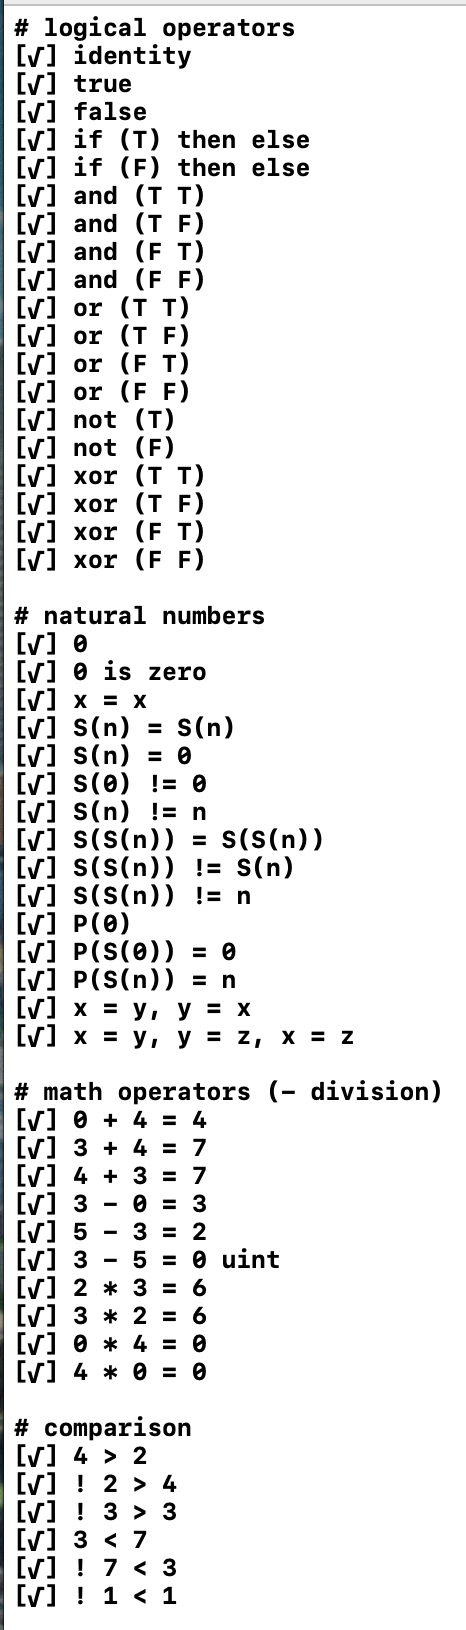 # logical operators
[√] identity
[√] true
[√] false
[√] if (T) then else
[√] if (F) then else
[√] and (T T)
[√] and (T F)
[√] and (F T)
[√] and (F F)
[√] or (T T)
[√] or (T F)
[√] or (F T)
[√] or (F F)
[√] not (T)
[√] not (F)
[√] xor (T T)
[√] xor (T F)
[√] xor (F T)
[√] xor (F F)

# natural numbers
[√] 0
[√] 0 is zero
[√] x = x
[√] S(n) = S(n)
[√] S(n) = 0
[√] S(0) != 0
[√] S(n) != n
[√] S(S(n)) = S(S(n))
[√] S(S(n)) != S(n)
[√] S(S(n)) != n
[√] P(0)
[√] P(S(0)) = 0
[√] P(S(n)) = n
[√] x = y, y = x
[√] x = y, y = z, x = z

# math operators (- division)
[√] 0 + 4 = 4
[√] 3 + 4 = 7
[√] 4 + 3 = 7
[√] 3 - 0 = 3
[√] 5 - 3 = 2
[√] 3 - 5 = 0 uint
[√] 2 * 3 = 6
[√] 3 * 2 = 6
[√] 0 * 4 = 0
[√] 4 * 0 = 0

# comparison
[√] 4 > 2
[√] ! 2 > 4
[√] ! 3 > 3
[√] 3 < 7
[√] ! 7 < 3
[√] ! 1 < 1